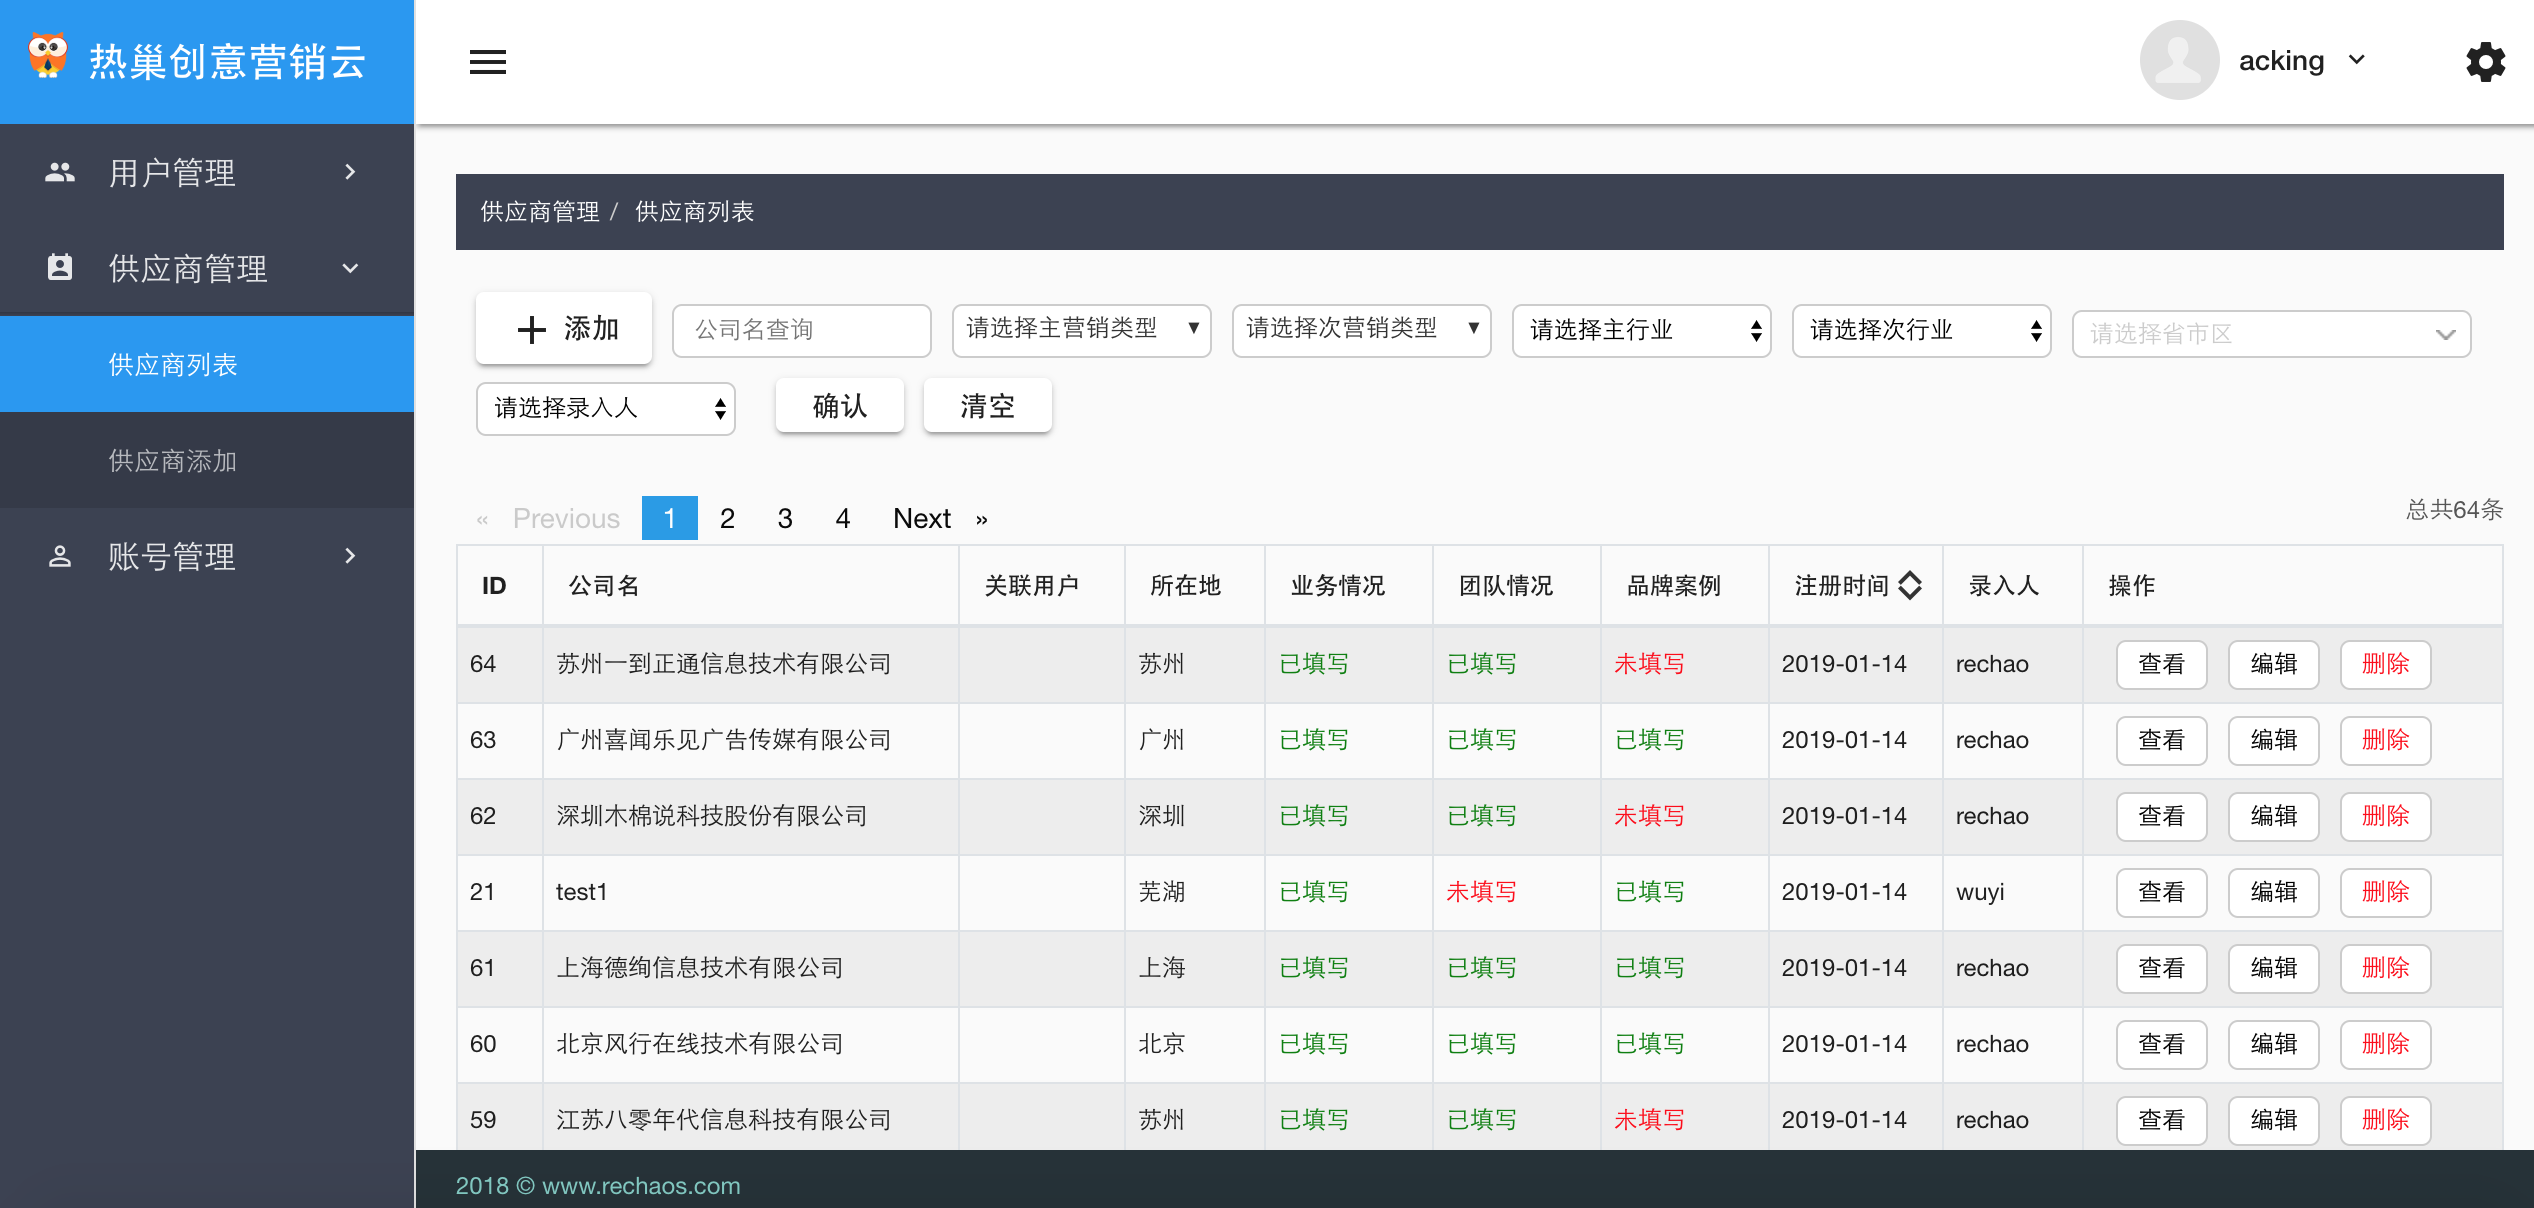 热巢创意营销云
acking
用户管理
供应商管理
供应商列表
供应商添加
账号管理
供应商管理 / 供应商列表
添加 公司名查询 请选择主营销类型 请选择次营销类型 请选择主行业 请选择次行业 请选择省市区
请选择录入人 确认 清空
« Previous 1 2 3 4 Next »
总共64条
ID 公司名 关联用户 所在地 业务情况 团队情况 品牌案例 注册时间 录入人 操作
64 苏州一到正通信息技术有限公司 苏州 已填写 已填写 未填写 2019-01-14 rechao 查看 编辑 删除
63 广州喜闻乐见广告传媒有限公司 广州 已填写 已填写 已填写 2019-01-14 rechao 查看 编辑 删除
62 深圳木棉说科技股份有限公司 深圳 已填写 已填写 未填写 2019-01-14 rechao 查看 编辑 删除
21 test1 芜湖 已填写 未填写 已填写 2019-01-14 wuyi 查看 编辑 删除
61 上海德绚信息技术有限公司 上海 已填写 已填写 已填写 2019-01-14 rechao 查看 编辑 删除
60 北京风行在线技术有限公司 北京 已填写 已填写 已填写 2019-01-14 rechao 查看 编辑 删除
59 江苏八零年代信息科技有限公司 苏州 已填写 已填写 未填写 2019-01-14 rechao 查看 编辑 删除
2018 © www.rechaos.com